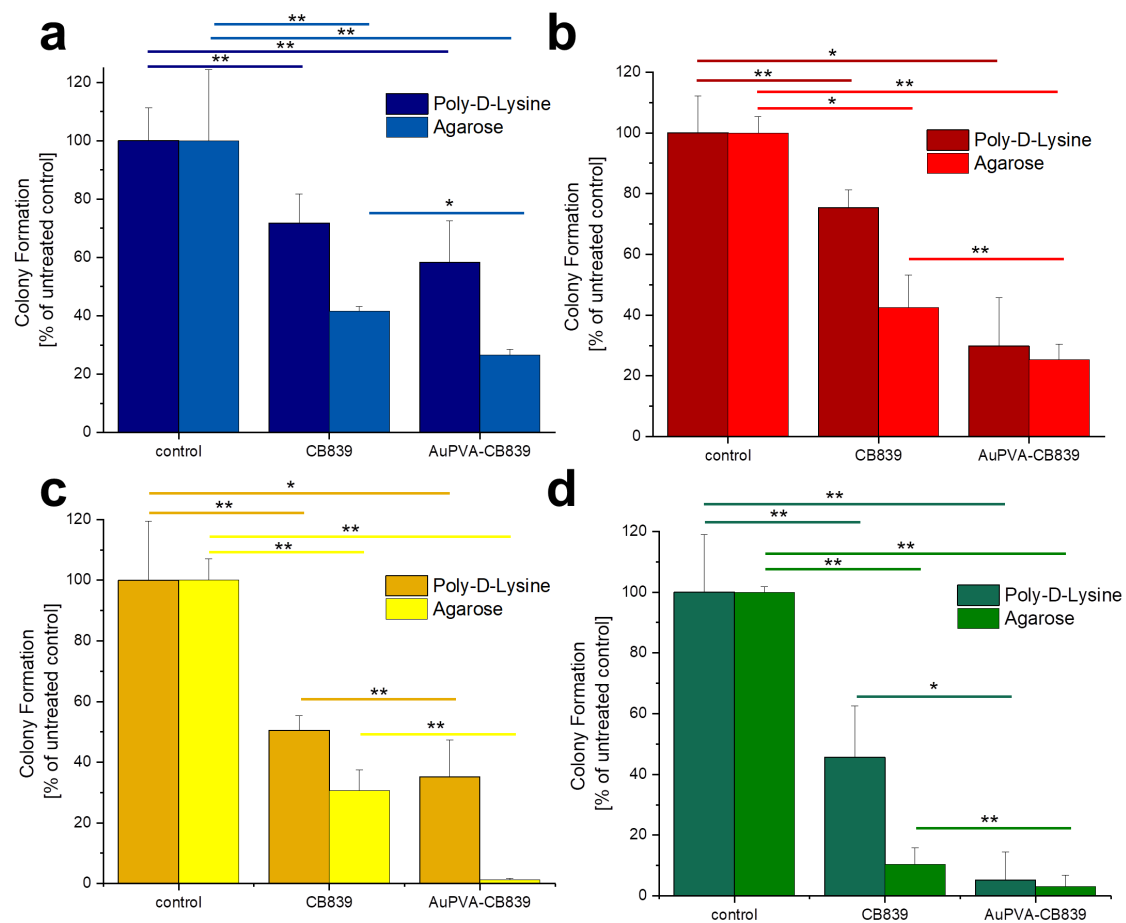 a
**
**
**
**
120
100
80
60
40
20
0
Colony Formation
[% of untreated control]
Poly-D-Lysine
Agarose
*
control
CB839
AuPVA-CB839
b
*
**
**
*
120
100
80
60
40
20
0
Colony Formation
[% of untreated control]
Poly-D-Lysine
Agarose
**
control
CB839
AuPVA-CB839
c
*
**
**
**
120
100
80
60
40
20
0
Colony Formation
[% of untreated control]
Poly-D-Lysine
Agarose
**
**
control
CB839
AuPVA-CB839
d
**
**
**
**
120
100
80
60
40
20
0
Colony Formation
[% of untreated control]
Poly-D-Lysine
Agarose
*
**
control
CB839
AuPVA-CB839